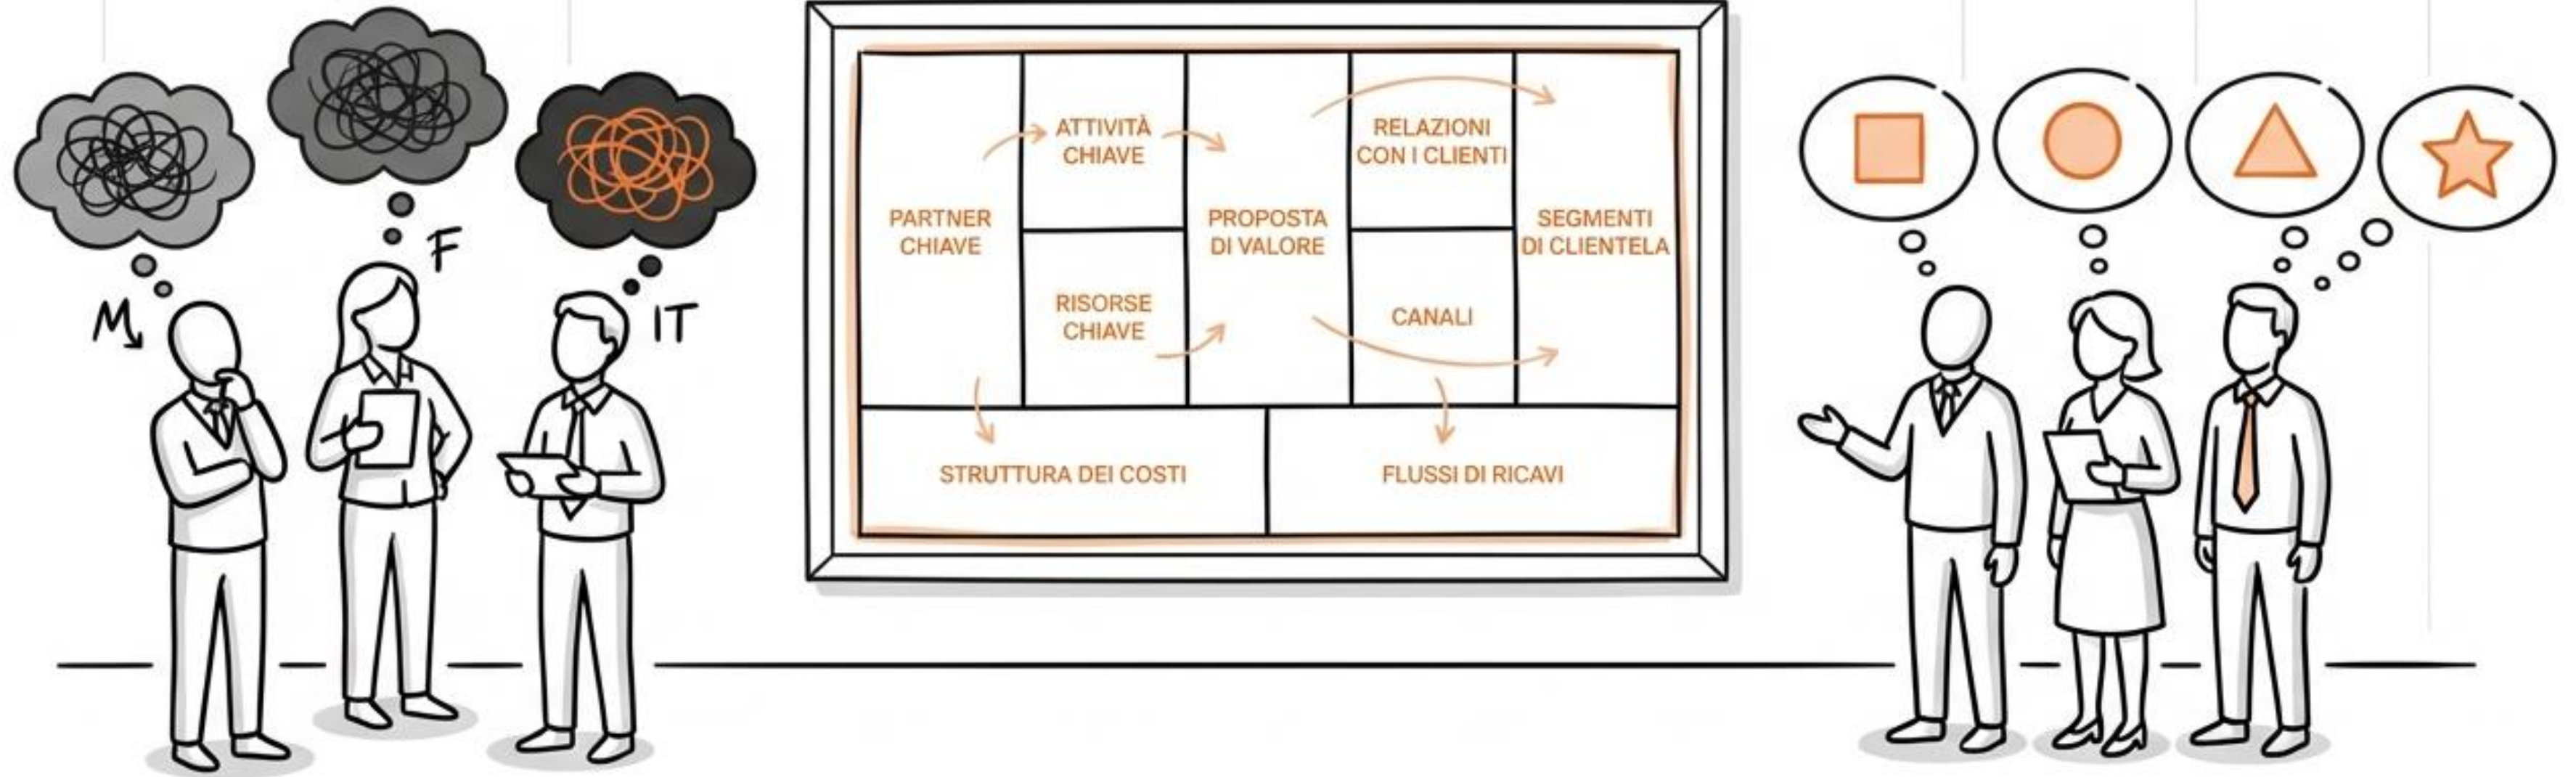 M
F
IT
PARTNER
CHIAVE
ATTIVITÀ
CHIAVE
RISORSE
CHIAVE
PROPOSTA
DI VALORE
RELAZIONI
CON I CLIENTI
CANALI
SEGMENTI
DI CLIENTELA
STRUTTURA DEI COSTI
FLUSSI DI RICAVI